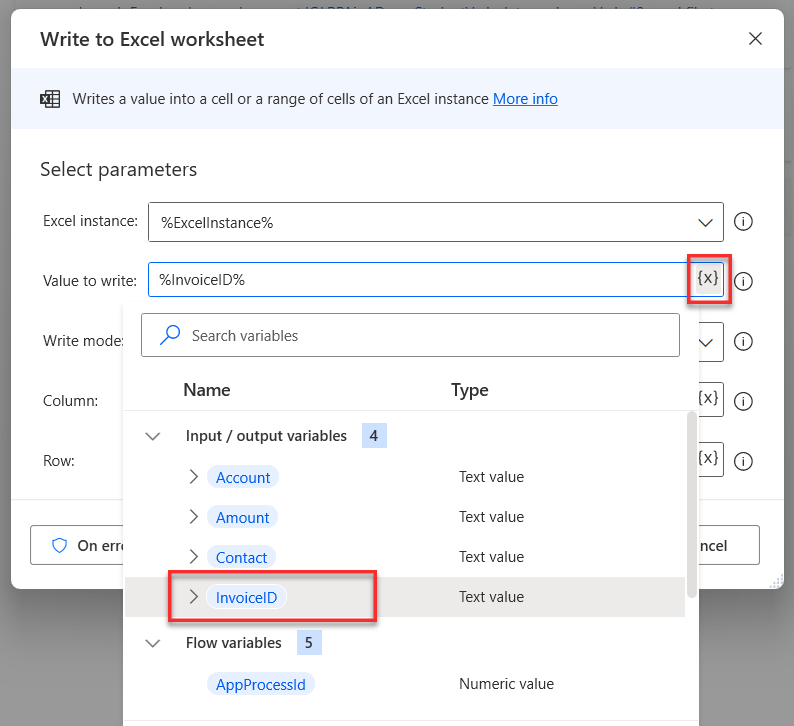 Write to Excel worksheet
Writes a value into a cell or a range of cells of an Excel instance More info
Select parameters
Excel instance: %ExcelInstance%
Value to write: %InvoiceID% {x}
Search variables
Write mode:
Name Type
Column: {x}
Input / output variables 4
Row: {x}
Account Text value
Amount Text value
On erro ncel
Contact Text value
InvoiceID Text value
Flow variables 5
AppProcessId Numeric value